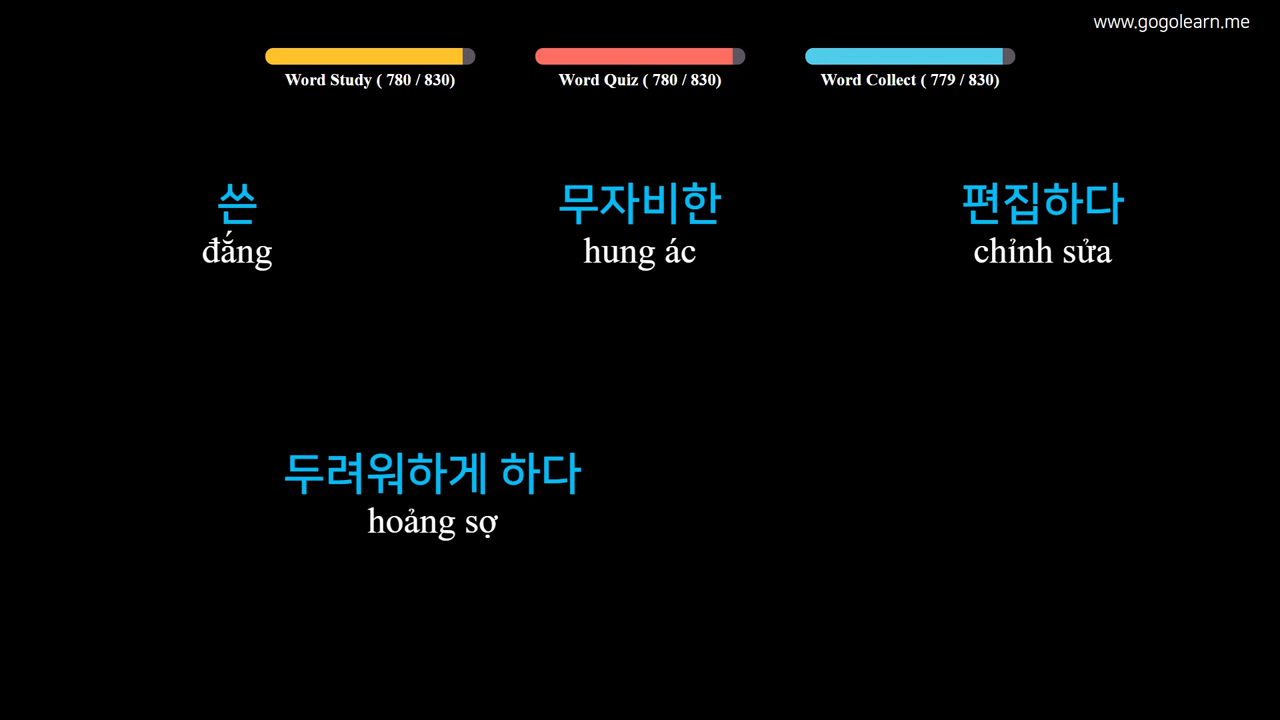 www.gogolearn.me
Word Study ( 780 / 830)
Word Quiz ( 780 / 830)
Word Collect ( 779 / 830)
쓴
đắng
무자비한
hung ác
편집하다
chỉnh sửa
두려워하게 하다
hoảng sợ